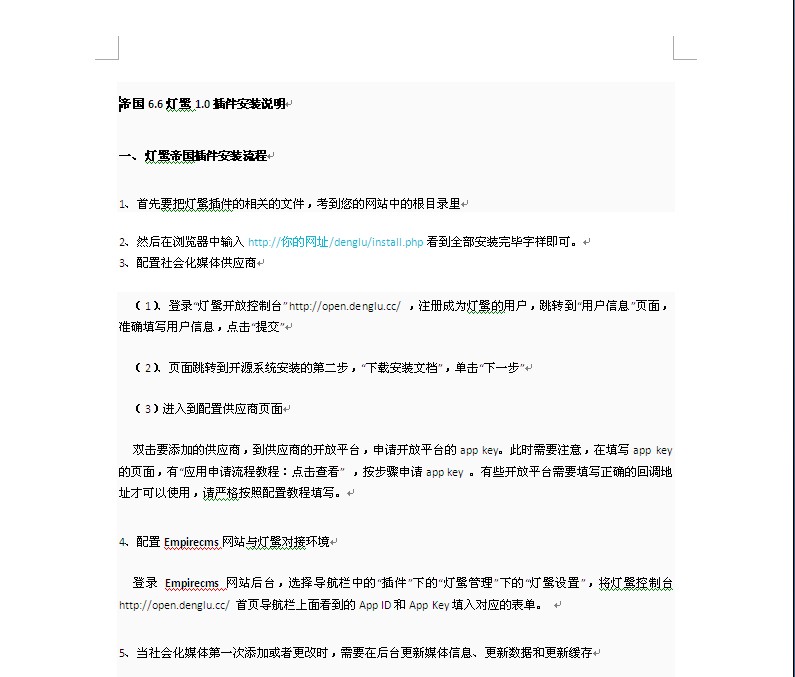 帝国 6.6 灯鹭 1.0 插件安装说明
一、灯鹭帝国插件安装流程
1、首先要把灯鹭插件的相关的文件，考到您的网站中的根目录里
2、然后在浏览器中输入 http://你的网址/denglu/install.php 看到全部安装完毕字样即可。
3、配置社会化媒体供应商
（1）、登录“灯鹭开放控制台”http://open.denglu.cc/ ，注册成为灯鹭的用户，跳转到“用户信息”页面，
准确填写用户信息，点击“提交”
（2）、页面跳转到开源系统安装的第二步，“下载安装文档”，单击“下一步”
（3）进入到配置供应商页面
双击要添加的供应商，到供应商的开放平台，申请开放平台的 app key。此时需要注意，在填写 app key
的页面，有“应用申请流程教程：点击查看” ，按步骤申请 app key 。有些开放平台需要填写正确的回调地
址才可以使用，请严格按照配置教程填写。
4、配置 Empirecms 网站与灯鹭对接环境
登录 Empirecms 网站后台，选择导航栏中的“插件”下的“灯鹭管理”下的“灯鹭设置”，将灯鹭控制台
http://open.denglu.cc/ 首页导航栏上面看到的 App ID 和 App Key 填入对应的表单。
5、当社会化媒体第一次添加或者更改时，需要在后台更新媒体信息、更新数据和更新缓存